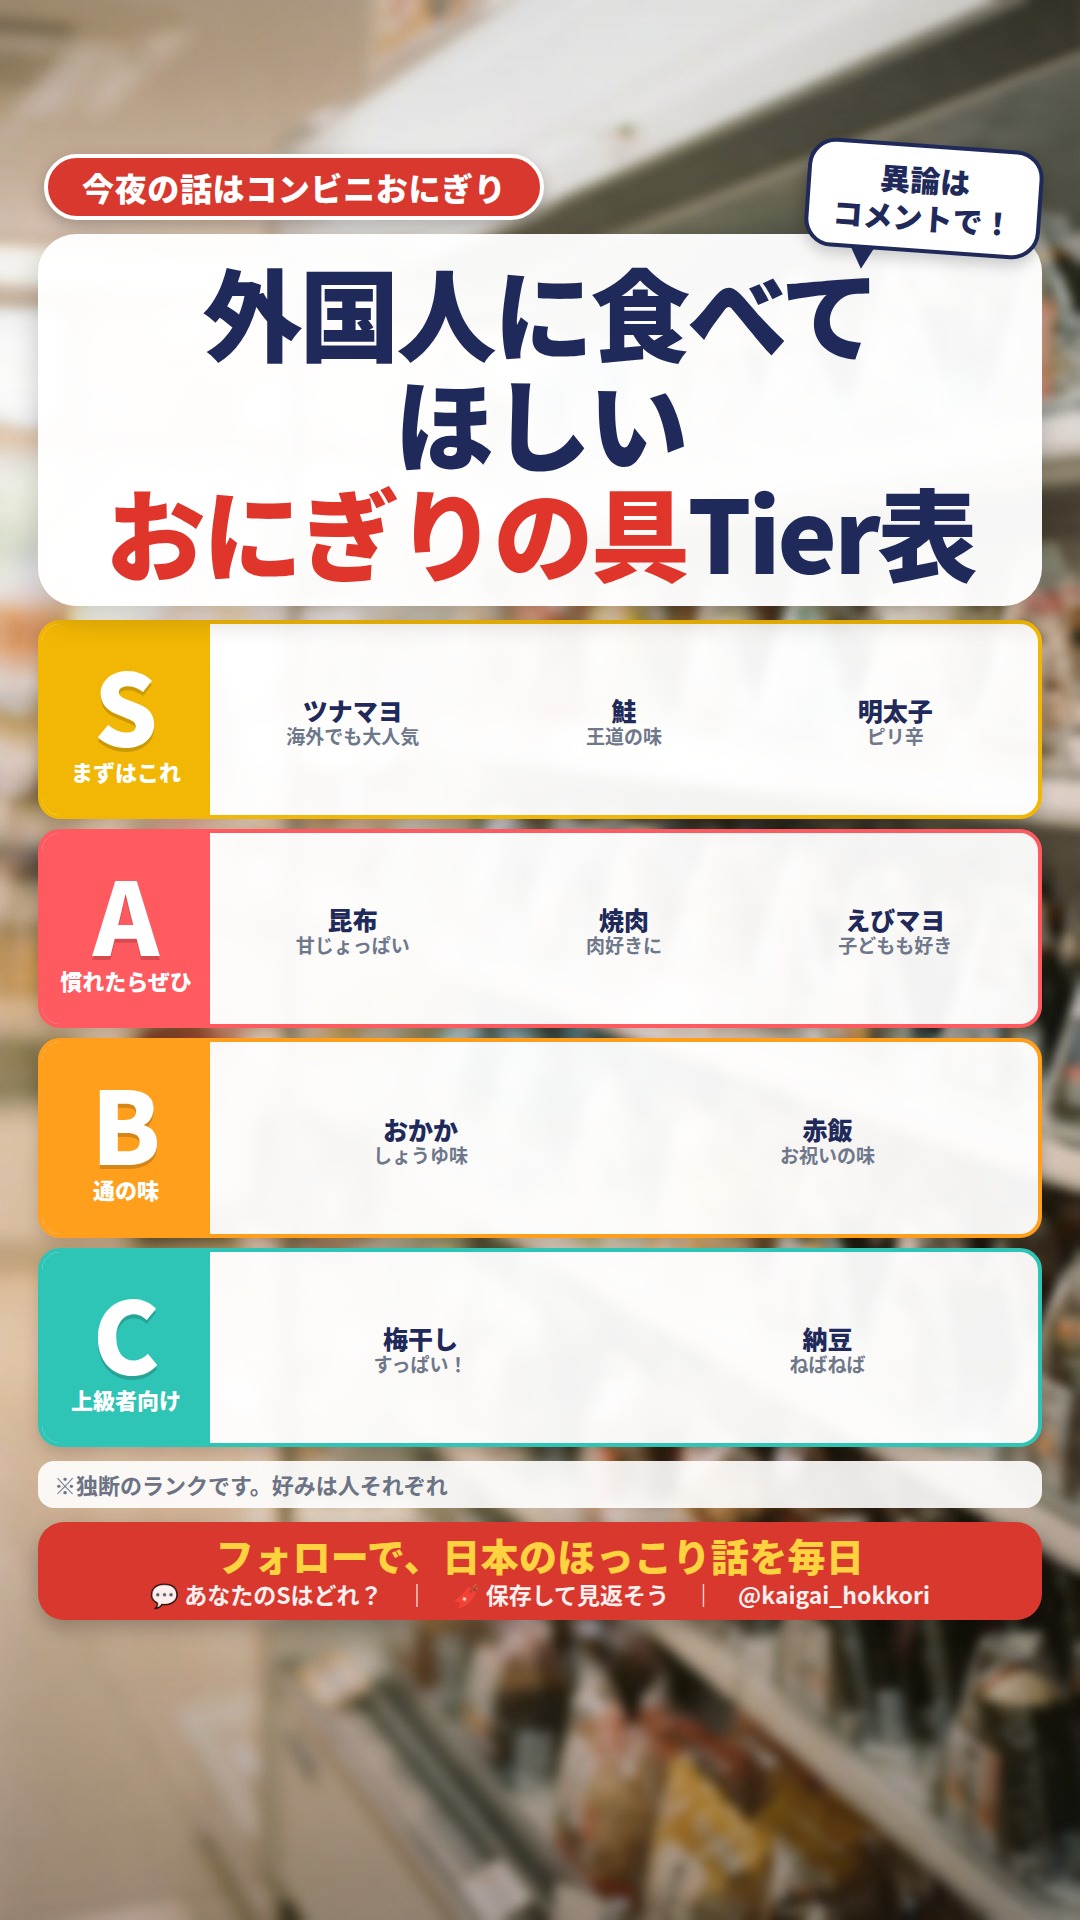 今夜の話はコンビニおにぎり
異論は
コメントで！
外国人に食べて
ほしい
おにぎりの具Tier表
S
まずはこれ
ツナマヨ
海外でも大人気
鮭
王道の味
明太子
ピリ辛
A
慣れたらぜひ
昆布
甘じょっぱい
焼肉
肉好きに
えびマヨ
子どもも好き
B
通の味
おかか
しょうゆ味
赤飯
お祝いの味
C
上級者向け
梅干し
すっぱい！
納豆
ねばねば
※独断のランクです。好みは人それぞれ
フォローで、日本のほっこり話を毎日
💬 あなたのSはどれ？ ｜ 🔖 保存して見返そう ｜ @kaigai_hokkori